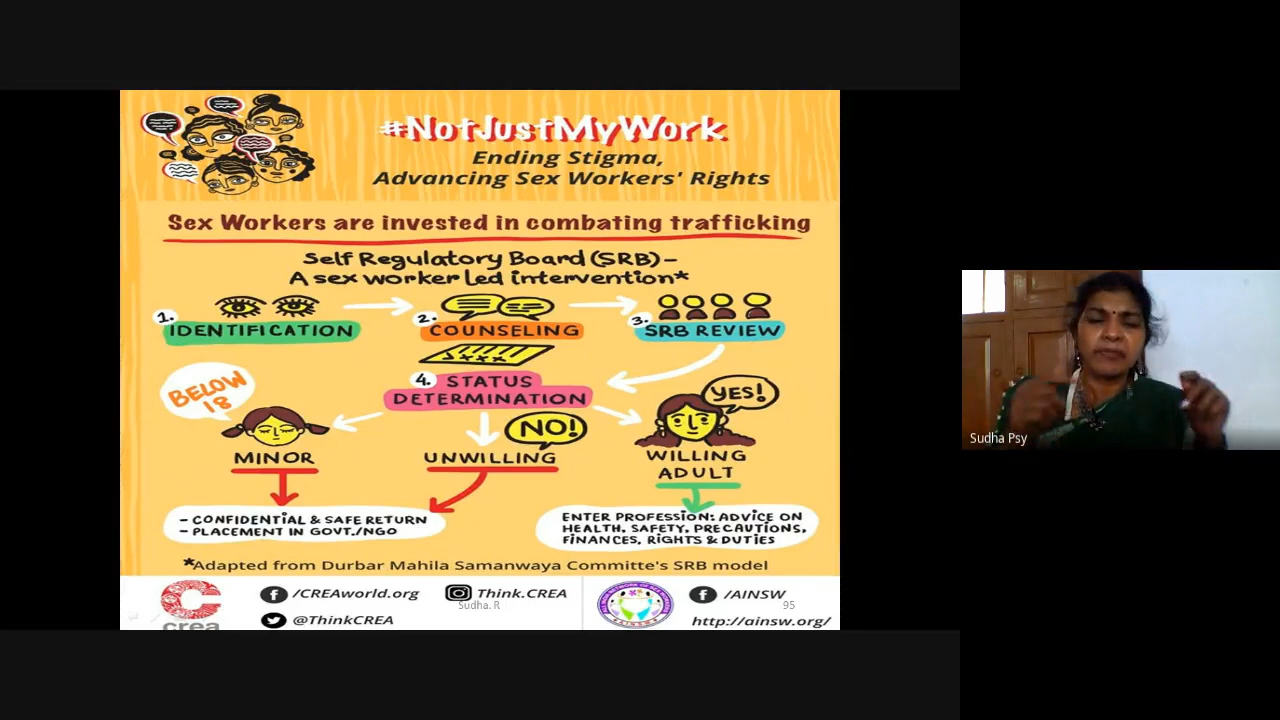 #NotJustMyWork
Ending Stigma,
Advancing Sex Workers' Rights
Sex Workers are invested in combating trafficking
Self Regulatory Board (SRB) –
A sex worker led intervention*
1. IDENTIFICATION
2. COUNSELING
3. SRB REVIEW
4. STATUS
DETERMINATION
BELOW
18
NO!
YES!
MINOR
UNWILLING
WILLING
ADULT
- CONFIDENTIAL & SAFE RETURN
- PLACEMENT IN GOVT./NGO
ENTER PROFESSION: ADVICE ON
HEALTH, SAFETY, PRECAUTIONS,
FINANCES, RIGHTS & DUTIES
*Adapted from Durbar Mahila Samanwaya Committe's SRB model
crea
/CREAworld.org
Think.CREA
@ThinkCREA
Sudha. R
/AINSW
95
http://ainsw.org/
Sudha Psy